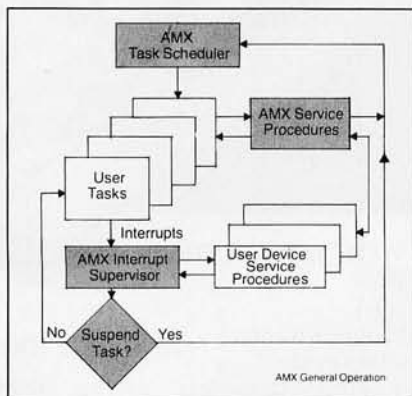 AMX
Task Scheduler
AMX Service
Procedures
User
Tasks
Interrupts
AMX Interrupt
Supervisor
User Device
Service
Procedures
No
Suspend
Task?
Yes
AMX General Operation